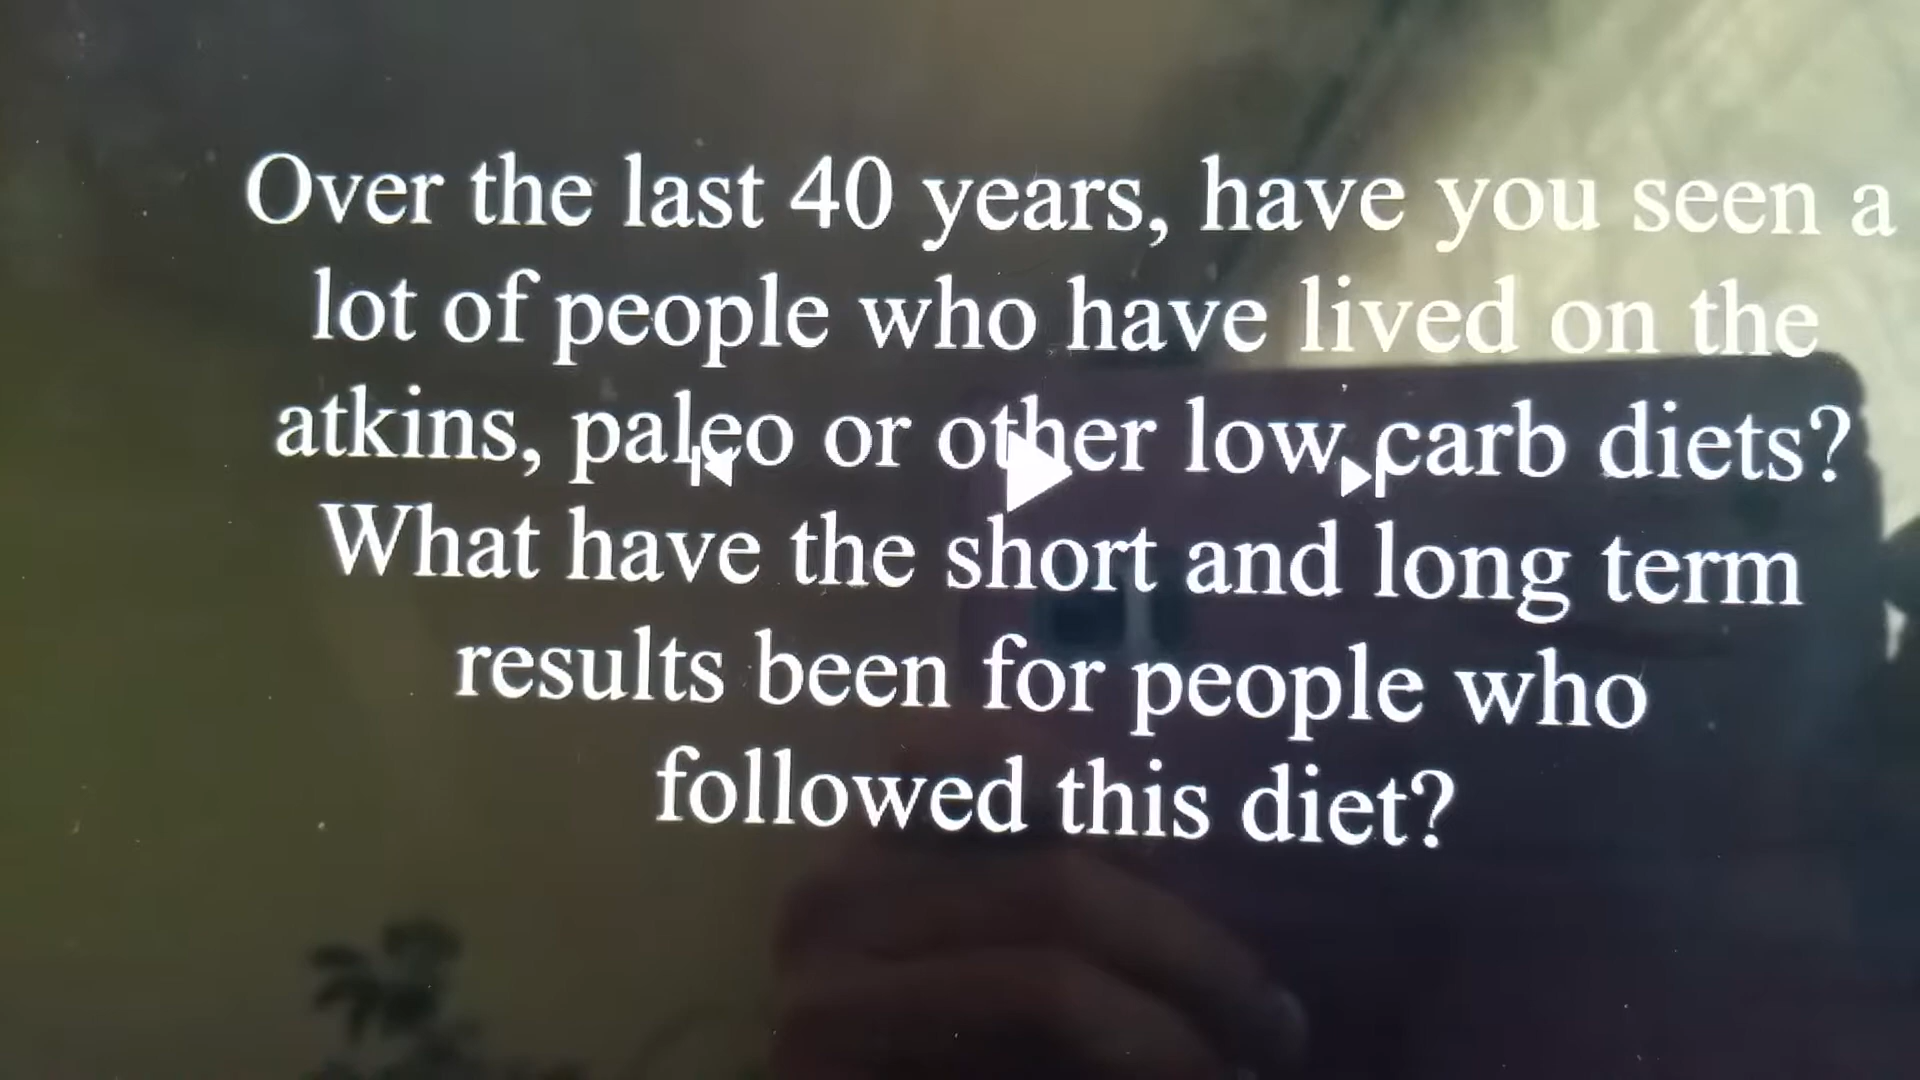 Over the last 40 years, have you seen a
lot of people who have lived on the
atkins, paleo or other low carb diets?
What have the short and long term
results been for people who
followed this diet?